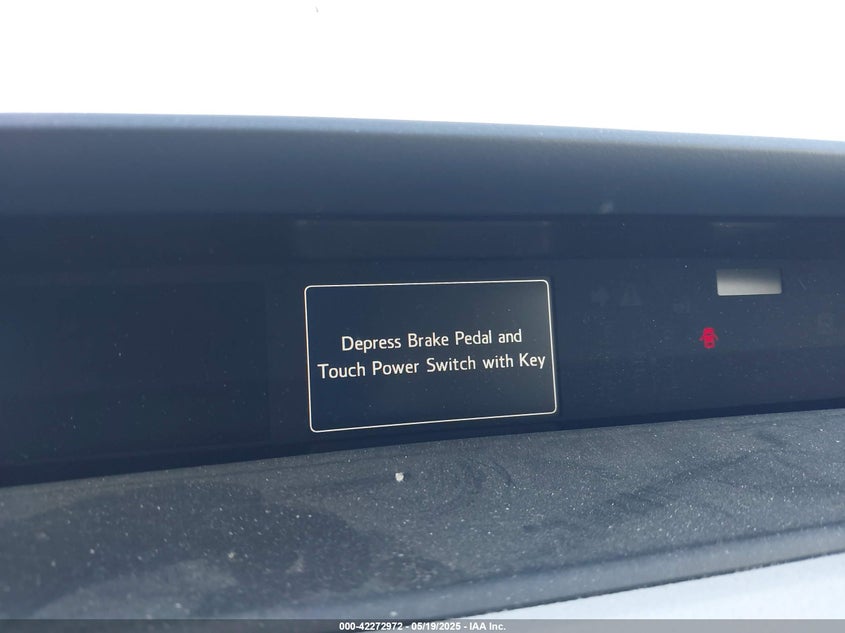 Depress Brake Pedal and
Touch Power Switch with Key
000-42272972 - 05/19/2025 - IAA Inc.